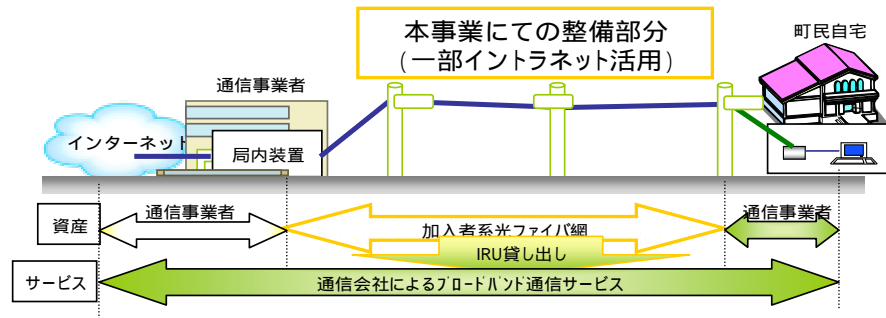 本事業にての整備部分
(一部イントラネット活用)
町民自宅
通信事業者
インターネット
局内装置
資産
通信事業者
加入者系光ファイバ網
通信事業者
IRU貸し出し
サービス
通信会社によるブロードバンド通信サービス